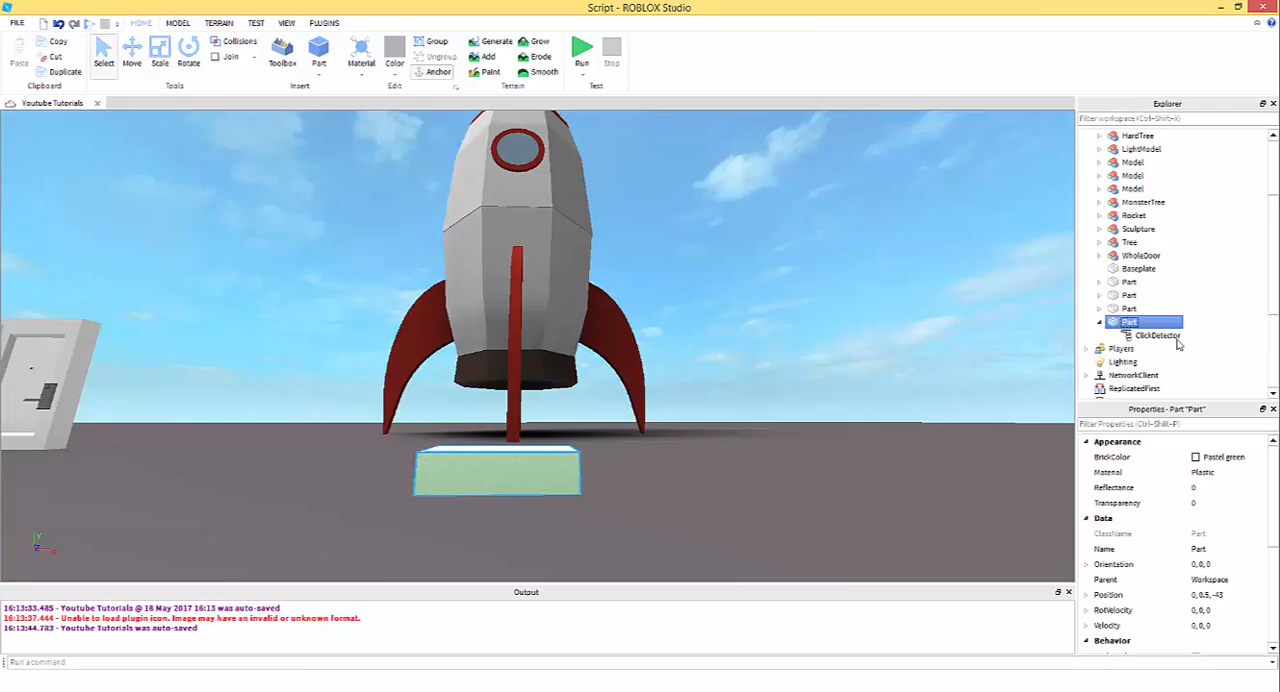 Script - ROBLOX Studio
FILE HOME MODEL TERRAIN TEST VIEW PLUGINS
Paste Copy Cut Duplicate Clipboard
Select Move Scale Rotate Collisions Join Tools
Toolbox Part Insert
Material Color Group Ungroup Anchor Edit
Generate Add Paint Grow Erode Smooth Terrain
Run Stop Test
Youtube Tutorials
Explorer
Filter workspace (Ctrl-Shift-X)
HardTree
LightModel
Model
Model
Model
MonsterTree
Rocket
Sculpture
Tree
WholeDoor
Baseplate
Part
Part
Part
Part
ClickDetector
Players
Lighting
NetworkClient
ReplicatedFirst
Properties - Part "Part"
Filter Properties (Ctrl-Shift-P)
Appearance
BrickColor Pastel green
Material Plastic
Reflectance 0
Transparency 0
Data
ClassName Part
Name Part
Orientation 0, 0, 0
Parent Workspace
Position 0, 0.5, -43
RotVelocity 0, 0, 0
Velocity 0, 0, 0
Behavior
Y
X
Output
16:13:33.485 - Youtube Tutorials @ 18 May 2017 16:13 was auto-saved
16:13:37.444 - Unable to load plugin icon. Image may have an invalid or unknown format.
16:13:44.783 - Youtube Tutorials was auto-saved
Run a command